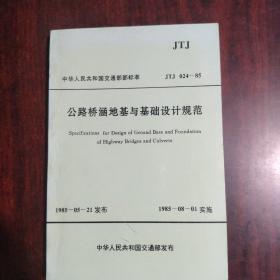 JTJ
中华人民共和国交通部部标准 JTJ 024—85
公路桥涵地基与基础设计规范
Specifications for Design of Ground Base and Foundation
of Highway Bridges and Culverts
1985—05—21 发布 1985—08—01 实施
中华人民共和国交通部发布